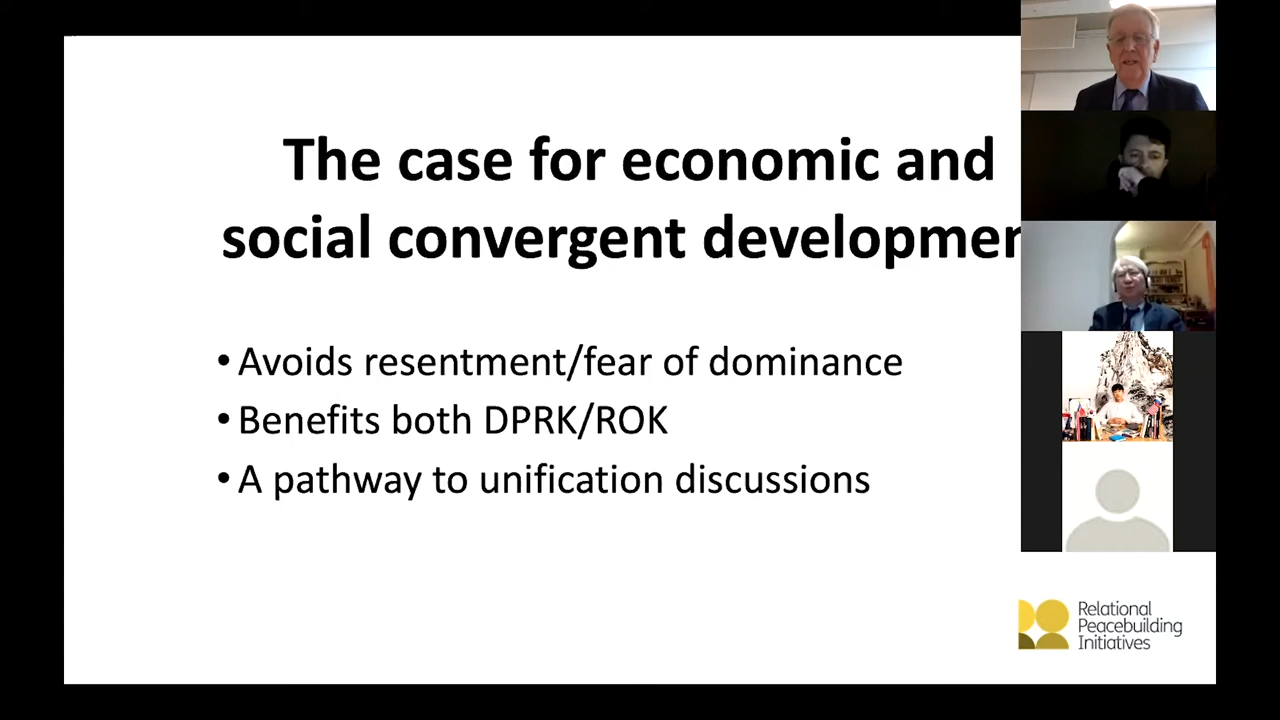 The case for economic and
social convergent developmen
• Avoids resentment/fear of dominance
• Benefits both DPRK/ROK
• A pathway to unification discussions
Relational
Peacebuilding
Initiatives